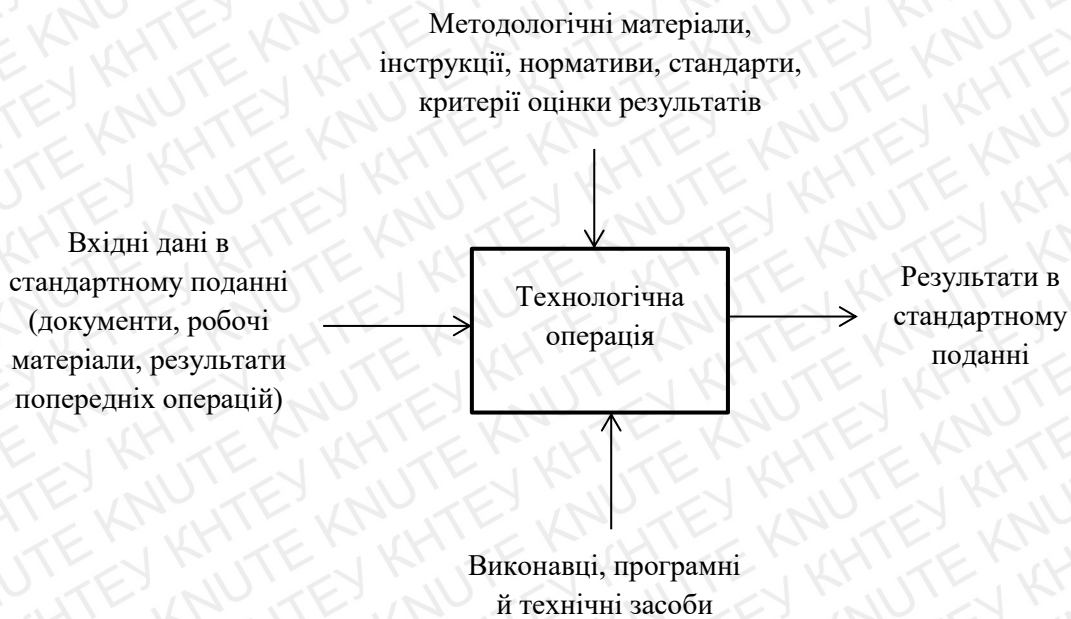 Методологічні матеріали,
інструкції, нормативи, стандарти,
критерії оцінки результатів
Вхідні дані в
стандартному поданні
(документи, робочі
матеріали, результати
попередніх операцій)
Технологічна
операція
Результати в
стандартному
поданні
Виконавці, програмні
й технічні засоби